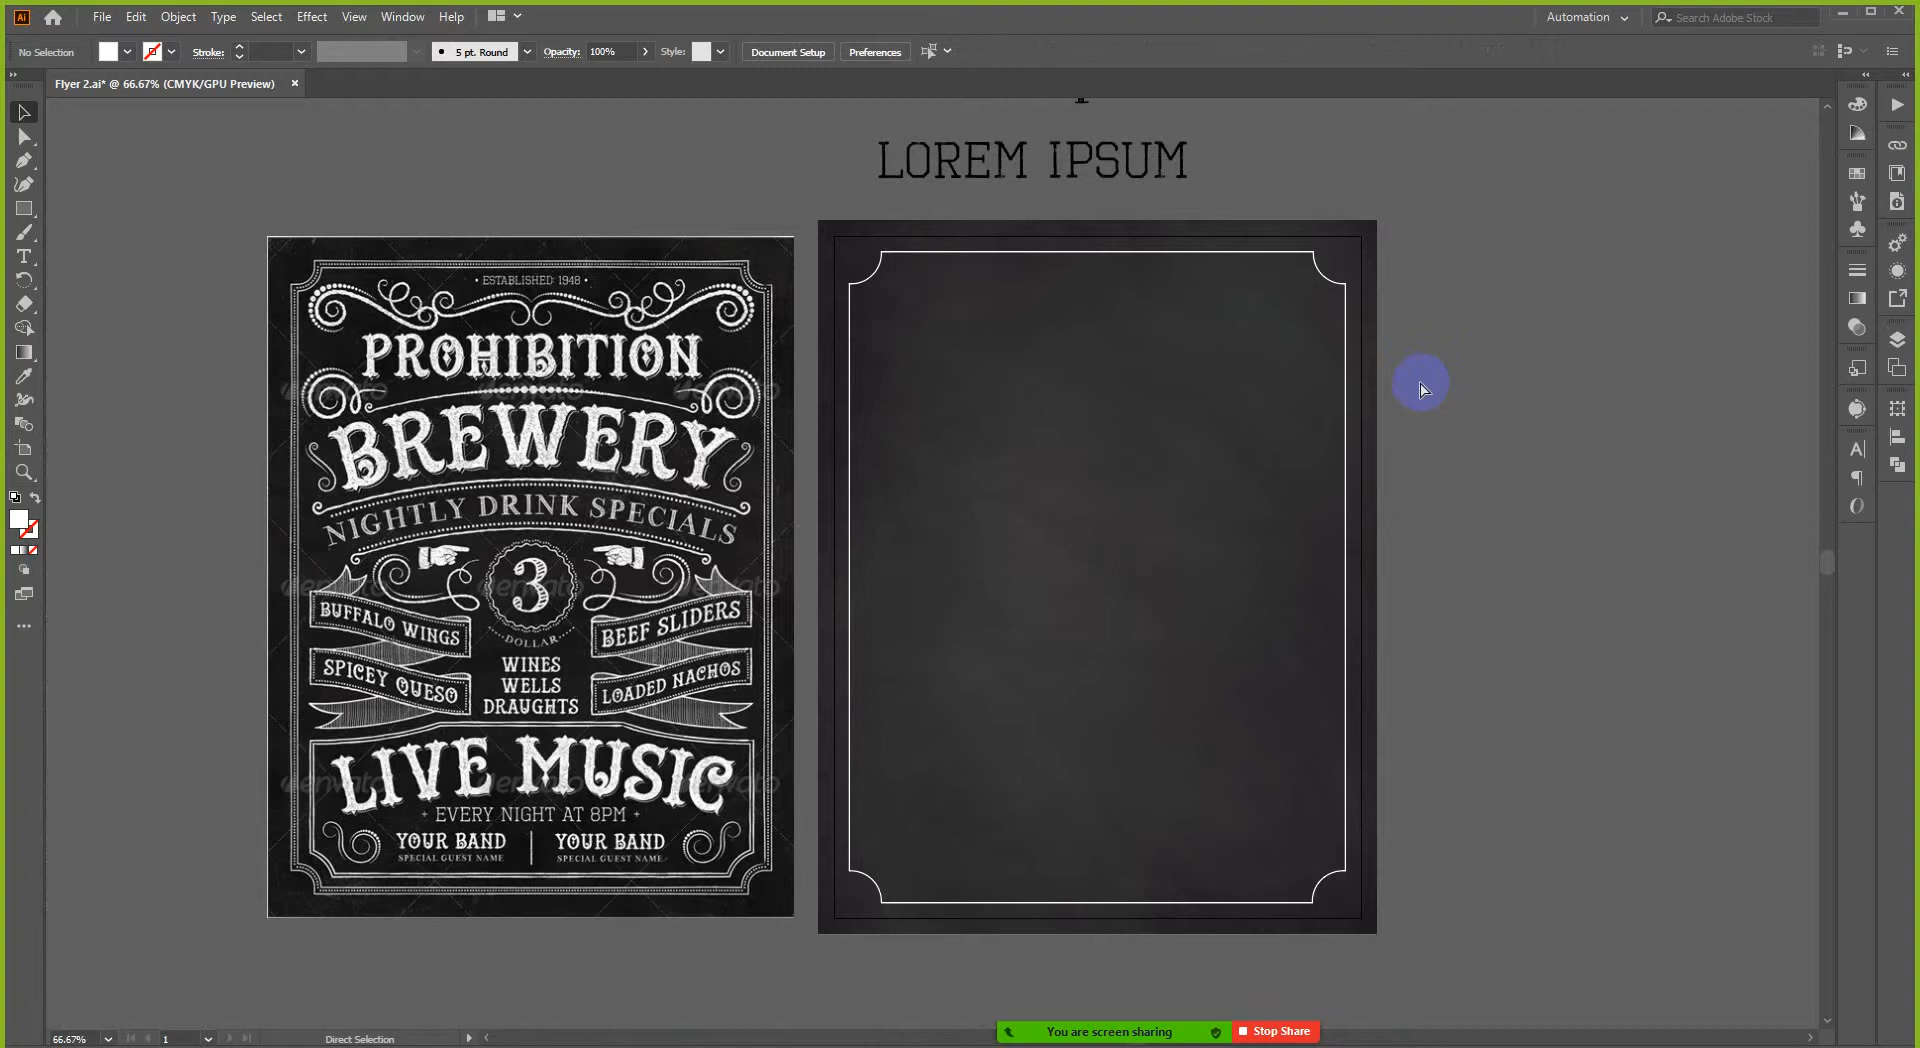 Ai File Edit Object Type Select Effect View Window Help Automation Search Adobe Stock
No Selection Stroke: 5 pt. Round Opacity: 100% Style: Document Setup Preferences
Flyer 2.ai* @ 66.67% (CMYK/GPU Preview)
LOREM IPSUM
• ESTABLISHED: 1948 •
PROHIBITION
BREWERY
NIGHTLY DRINK SPECIALS
3
DOLLAR
BUFFALO WINGS
BEEF SLIDERS
WINES
SPICEY QUESO
WELLS
LOADED NACHOS
DRAUGHTS
LIVE MUSIC
+ EVERY NIGHT AT 8PM +
YOUR BAND | YOUR BAND
SPECIAL GUEST NAME SPECIAL GUEST NAME
You are screen sharing Stop Share
66.67% 1 Direct Selection